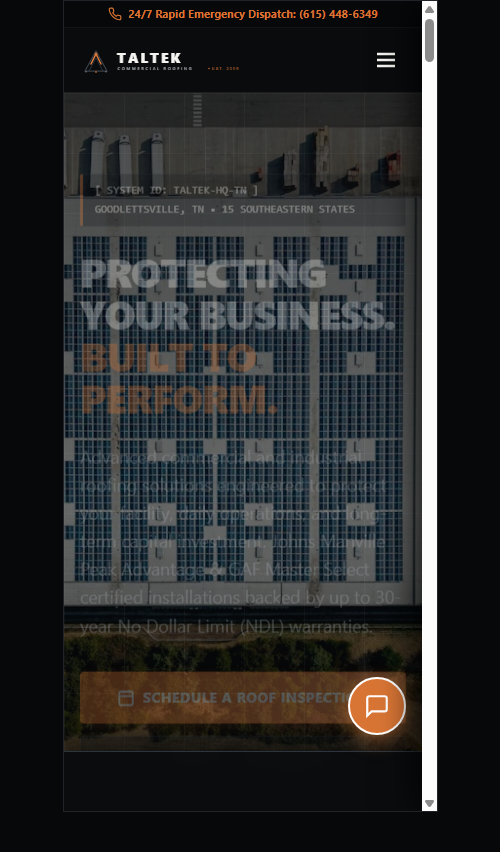 24/7 Rapid Emergency Dispatch: (615) 448-6349
TALTEK
COMMERCIAL ROOFING • EST. 2009
[ SYSTEM ID: TALTEK-HQ-TN ]
GOODLETTSVILLE, TN • 15 SOUTHEASTERN STATES
PROTECTING
YOUR BUSINESS.
BUILT TO
PERFORM.
Advanced commercial and industrial
roofing solutions engineered to protect
your facility, daily operations, and long-
term capital investment. Johns Manville
Peak Advantage & GAF Master Select
certified installations backed by up to 30-
year No Dollar Limit (NDL) warranties.
SCHEDULE A ROOF INSPECTI